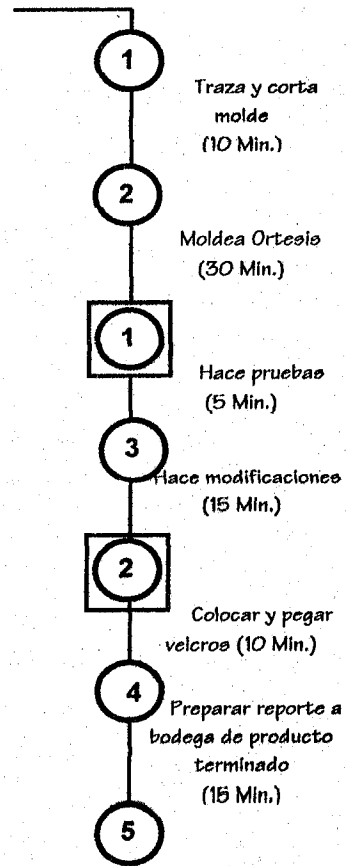 1
Traza y corta
molde
(10 Min.)
2
Moldea Ortesis
(30 Min.)
1
Hace pruebas
(5 Min.)
3
Hace modificaciones
(15 Min.)
2
Colocar y pegar
velcros (10 Min.)
4
Preparar reporte a
bodega de producto
terminado
(15 Min.)
5